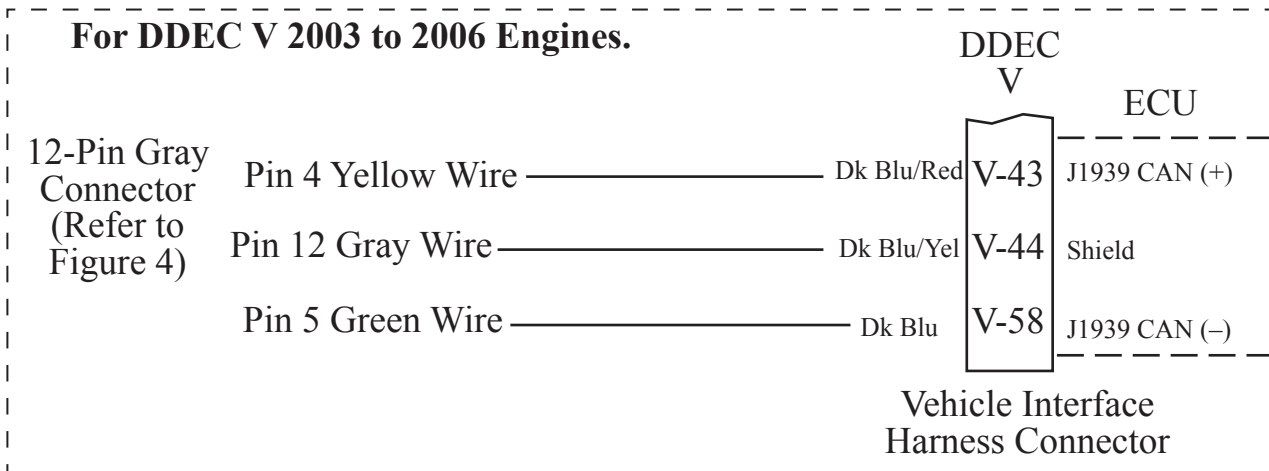 For DDEC V 2003 to 2006 Engines.
DDEC
V
ECU
12-Pin Gray
Connector
(Refer to
Figure 4)
Pin 4 Yellow Wire Dk Blu/Red V-43 J1939 CAN (+)
Pin 12 Gray Wire Dk Blu/Yel V-44 Shield
Pin 5 Green Wire Dk Blu V-58 J1939 CAN (–)
Vehicle Interface
Harness Connector